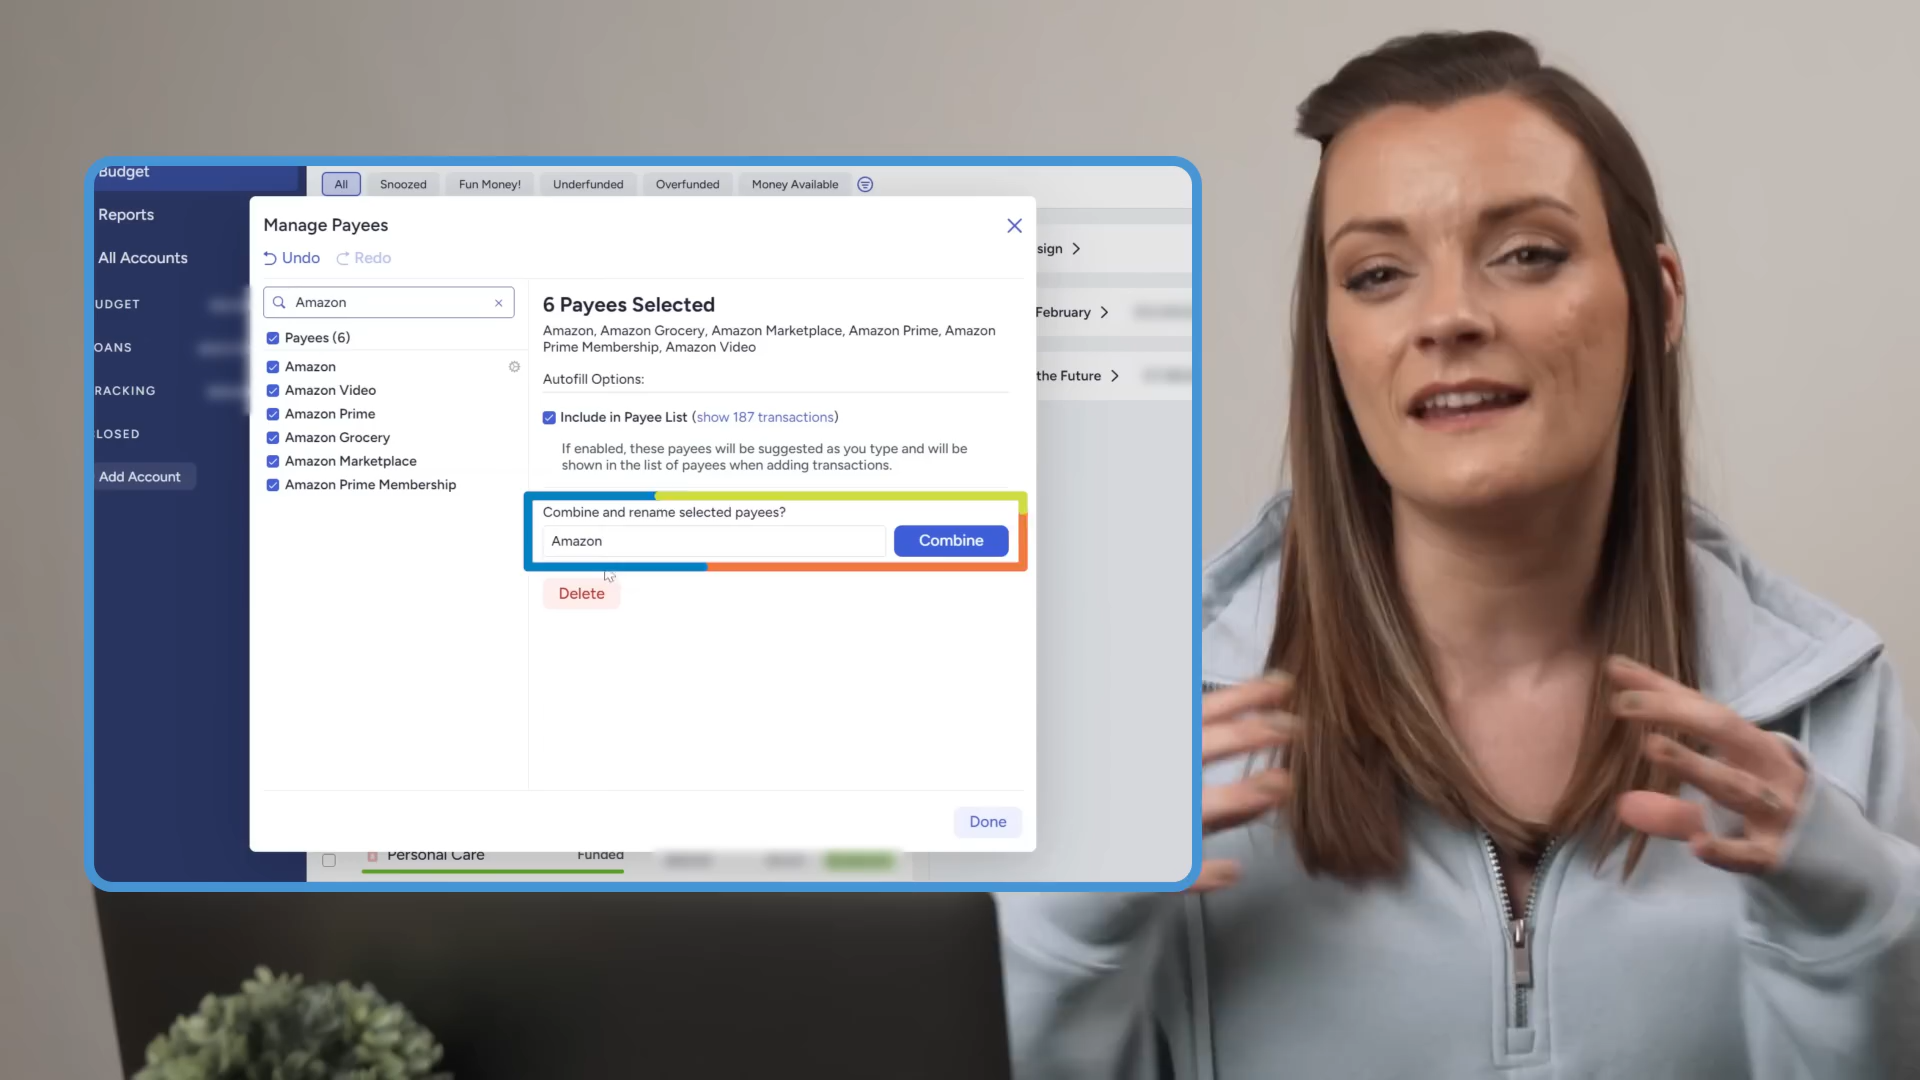 Budget
Reports
All Accounts
UDGET
OANS
RACKING
LOSED
Add Account
All
Snoozed
Fun Money!
Underfunded
Overfunded
Money Available
Manage Payees
Undo
Redo
Amazon
Payees (6)
Amazon
Amazon Video
Amazon Prime
Amazon Grocery
Amazon Marketplace
Amazon Prime Membership
6 Payees Selected
Amazon, Amazon Grocery, Amazon Marketplace, Amazon Prime, Amazon
Prime Membership, Amazon Video
Autofill Options:
Include in Payee List (show 187 transactions)
If enabled, these payees will be suggested as you type and will be
shown in the list of payees when adding transactions.
Combine and rename selected payees?
Amazon
Combine
Delete
Done
sign
February
the Future
Personal Care
Funded